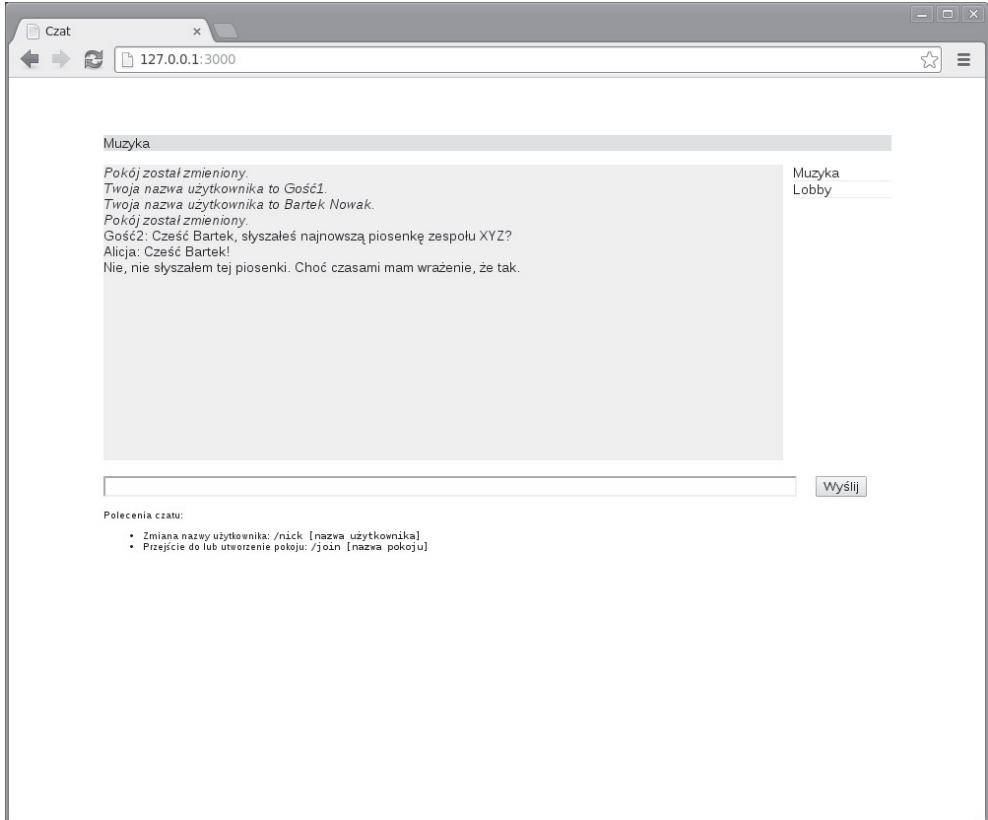 Czat
127.0.0.1:3000
Muzyka
Pokój został zmieniony.
Twoja nazwa użytkownika to Gość1.
Twoja nazwa użytkownika to Bartek Nowak.
Pokój został zmieniony.
Gość2: Cześć Bartek, słyszałeś najnowszą piosenkę zespołu XYZ?
Alicja: Cześć Bartek!
Nie, nie słyszałem tej piosenki. Choć czasami mam wrażenie, że tak.
Muzyka
Lobby
Wyślij
Polecenia czatu:
• Zmiana nazwy użytkownika: /nick [nazwa użytkownika]
• Przejście do lub utworzenie pokoju: /join [nazwa pokoju]